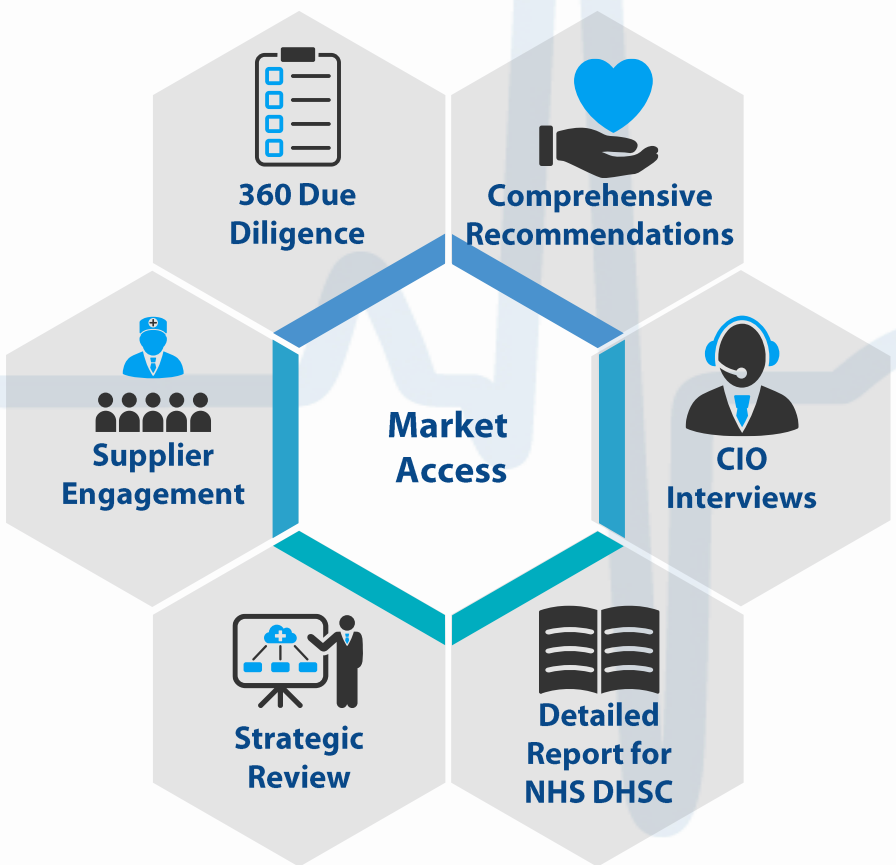 360 Due
Diligence
Comprehensive
Recommendations
Supplier
Engagement
Market
Access
CIO
Interviews
Strategic
Review
Detailed
Report for
NHS DHSC